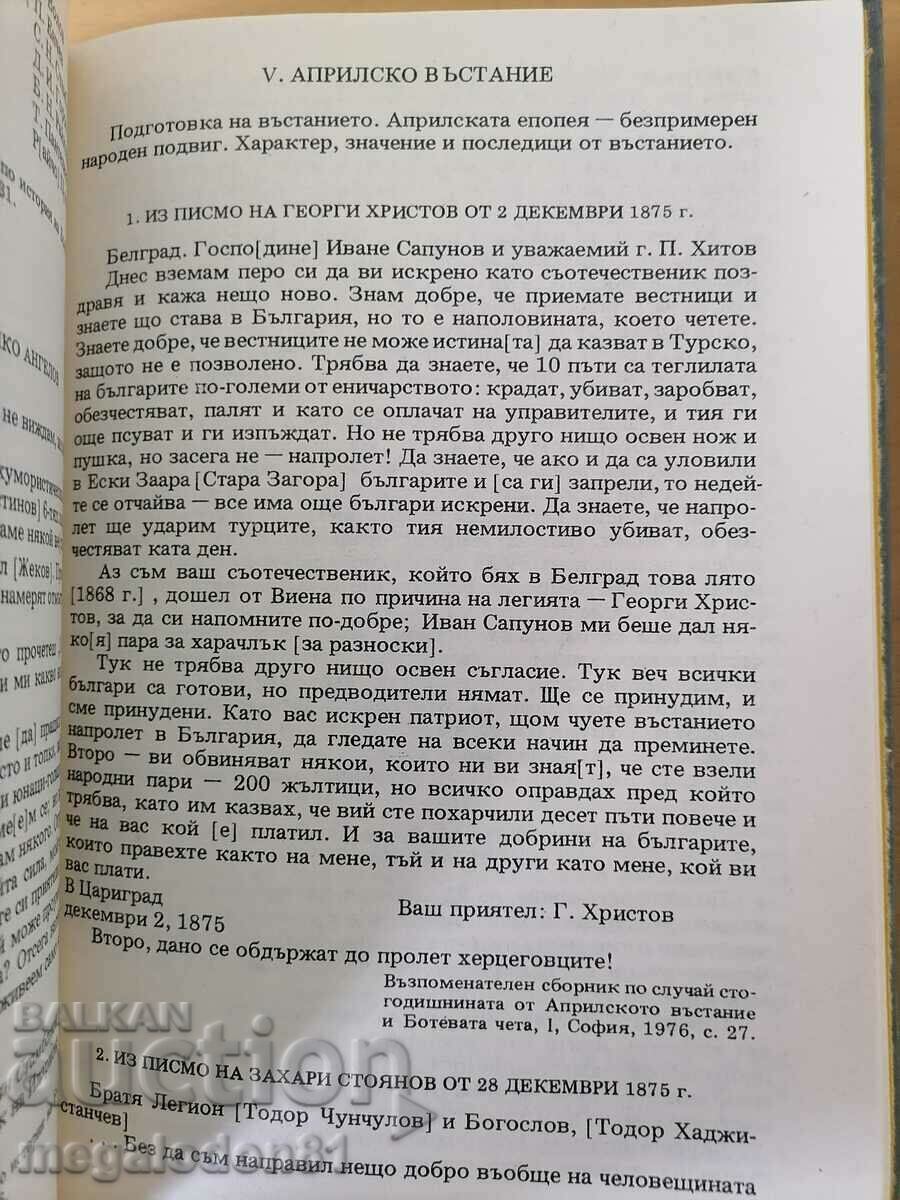 V. АПРИЛСКО ВЪСТАНИЕ
Подготовка на въстанието. Априлската епопея — безпримерен
народен подвиг. Характер, значение и последици от въстанието.
1. ИЗ ПИСМО НА ГЕОРГИ ХРИСТОВ ОТ 2 ДЕКЕМВРИ 1875 г.
Белград. Госпо[дине] Иване Сапунов и уважаемий г. П. Хитов
Днес вземам перо си да ви искрено като съотечественик поз-
дравя и кажа нещо ново. Знам добре, че приемате вестници и
знаете що става в България, но то е наполовината, което четете.
Знаете добре, че вестниците не може истина[та] да казват в Турско,
защото не е позволено. Трябва да знаете, че 10 пъти са теглилата
на българите по-големи от еничарството: крадат, убиват, заробват,
обезчестяват, палят и като се оплачат на управителите, и тия ги
още псуват и ги изпъждат. Но не трябва друго нищо освен нож и
пушка, но засега не — напролет! Да знаете, че ако и да са уловили
в Ески Заара [Стара Загора] българите и [са ги] запрели, то недей-
те се отчайва — все има още българи искрени. Да знаете, че напро-
лет ще ударим турците, както тия немилостиво убиват, обез-
честяват ката ден.
Аз съм ваш съотечественик, който бях в Белград това лято
[1868 г.] , дошел от Виена по причина на легията — Георги Хрис-
тов, за да си напомните по-добре; Иван Сапунов ми беше дал ня-
ко[я] пара за харачлък [за разноски].
Тук не трябва друго нищо освен съгласие. Тук веч всички
българи са готови, но предводители нямат. Ще се принудим, и
сме принудени. Като вас искрен патриот, щом чуете въстанието
напролет в България, да гледате на всеки начин да преминете.
Второ — ви обвиняват някои, които ни ви зная[т], че сте взели
народни пари — 200 жълтици, но всичко оправдах пред който
трябва, като им казвах, че вий сте похарчили десет пъти повече и
че на вас кой [е] платил. И за вашите добрини на българите,
които правехте както на мене, тъй и на други като мене, кой ви
вас плати.
В Цариград
декември 2, 1875
Ваш приятел: Г. Христов
Второ, дано се обдържат до пролет херцеговците!
Възпоменателен сборник по случай сто-
годишнината от Априлското въстание
и Ботевата чета, I, София, 1976, с. 27.
2. ИЗ ПИСМО НА ЗАХАРИ СТОЯНОВ ОТ 28 ДЕКЕМВРИ 1875 г.
Братя Легион [Тодор Чунчулов] и Богослов, [Тодор Хаджи-
станчев]
. . . Без да съм направил нещо добро въобще на човещината
BALKAN
auction
megaloden81